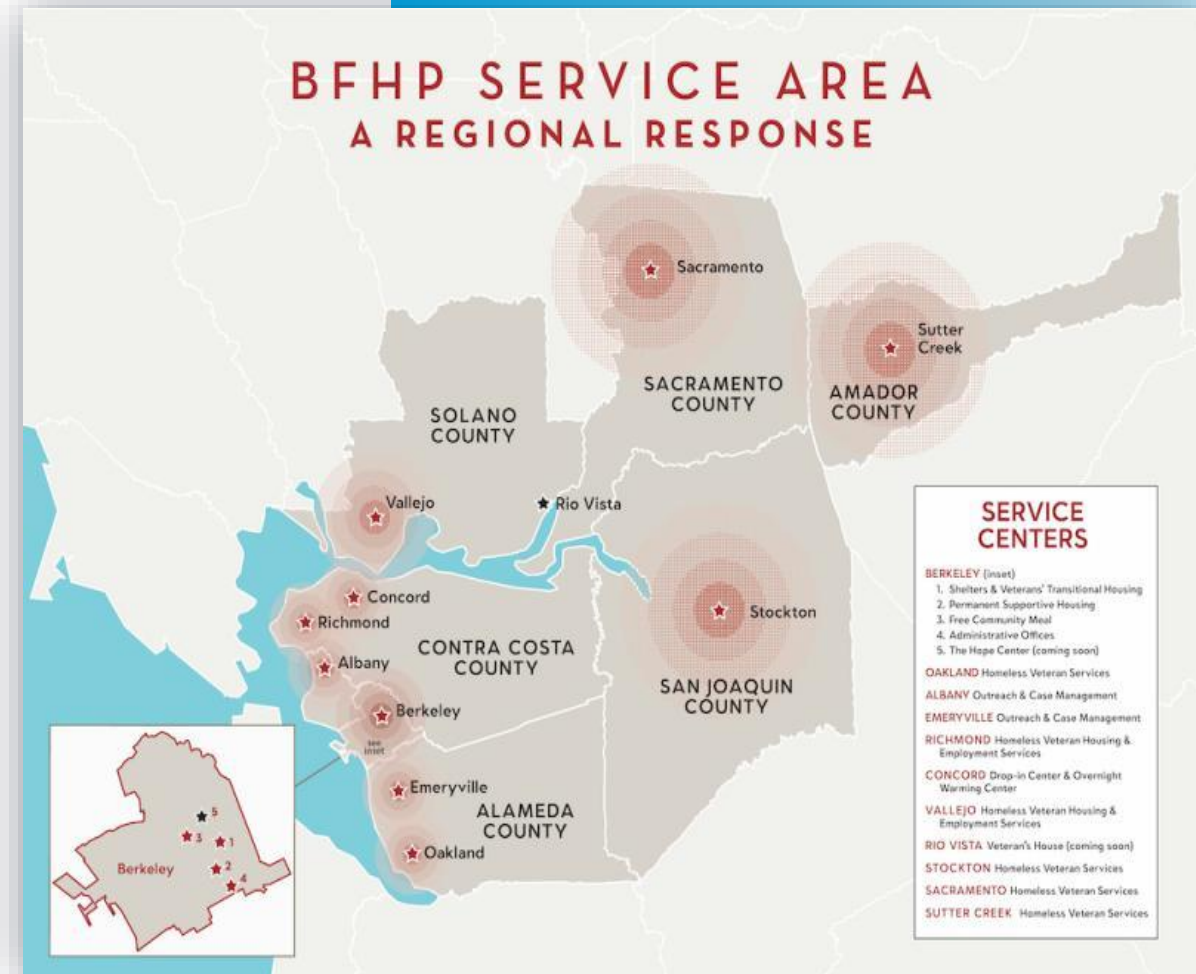 BFHP SERVICE AREA
A REGIONAL RESPONSE
Sacramento
Sutter
Creek
SACRAMENTO
COUNTY
AMADOR
COUNTY
SOLANO
COUNTY
Vallejo
Rio Vista
Concord
Richmond
Stockton
CONTRA COSTA
COUNTY
Albany
SAN JOAQUIN
COUNTY
Berkeley
see
inset
Emeryville
ALAMEDA
COUNTY
Oakland
5
3
1
Berkeley
2
4
SERVICE
CENTERS
BERKELEY (inset)
1. Shelters & Veterans' Transitional Housing
2. Permanent Supportive Housing
3. Free Community Meal
4. Administrative Offices
5. The Hope Center (coming soon)
OAKLAND Homeless Veteran Services
ALBANY Outreach & Case Management
EMERYVILLE Outreach & Case Management
RICHMOND Homeless Veteran Housing &
Employment Services
CONCORD Drop-in Center & Overnight
Warming Center
VALLEJO Homeless Veteran Housing &
Employment Services
RIO VISTA Veteran's House (coming soon)
STOCKTON Homeless Veteran Services
SACRAMENTO Homeless Veteran Services
SUTTER CREEK Homeless Veteran Services